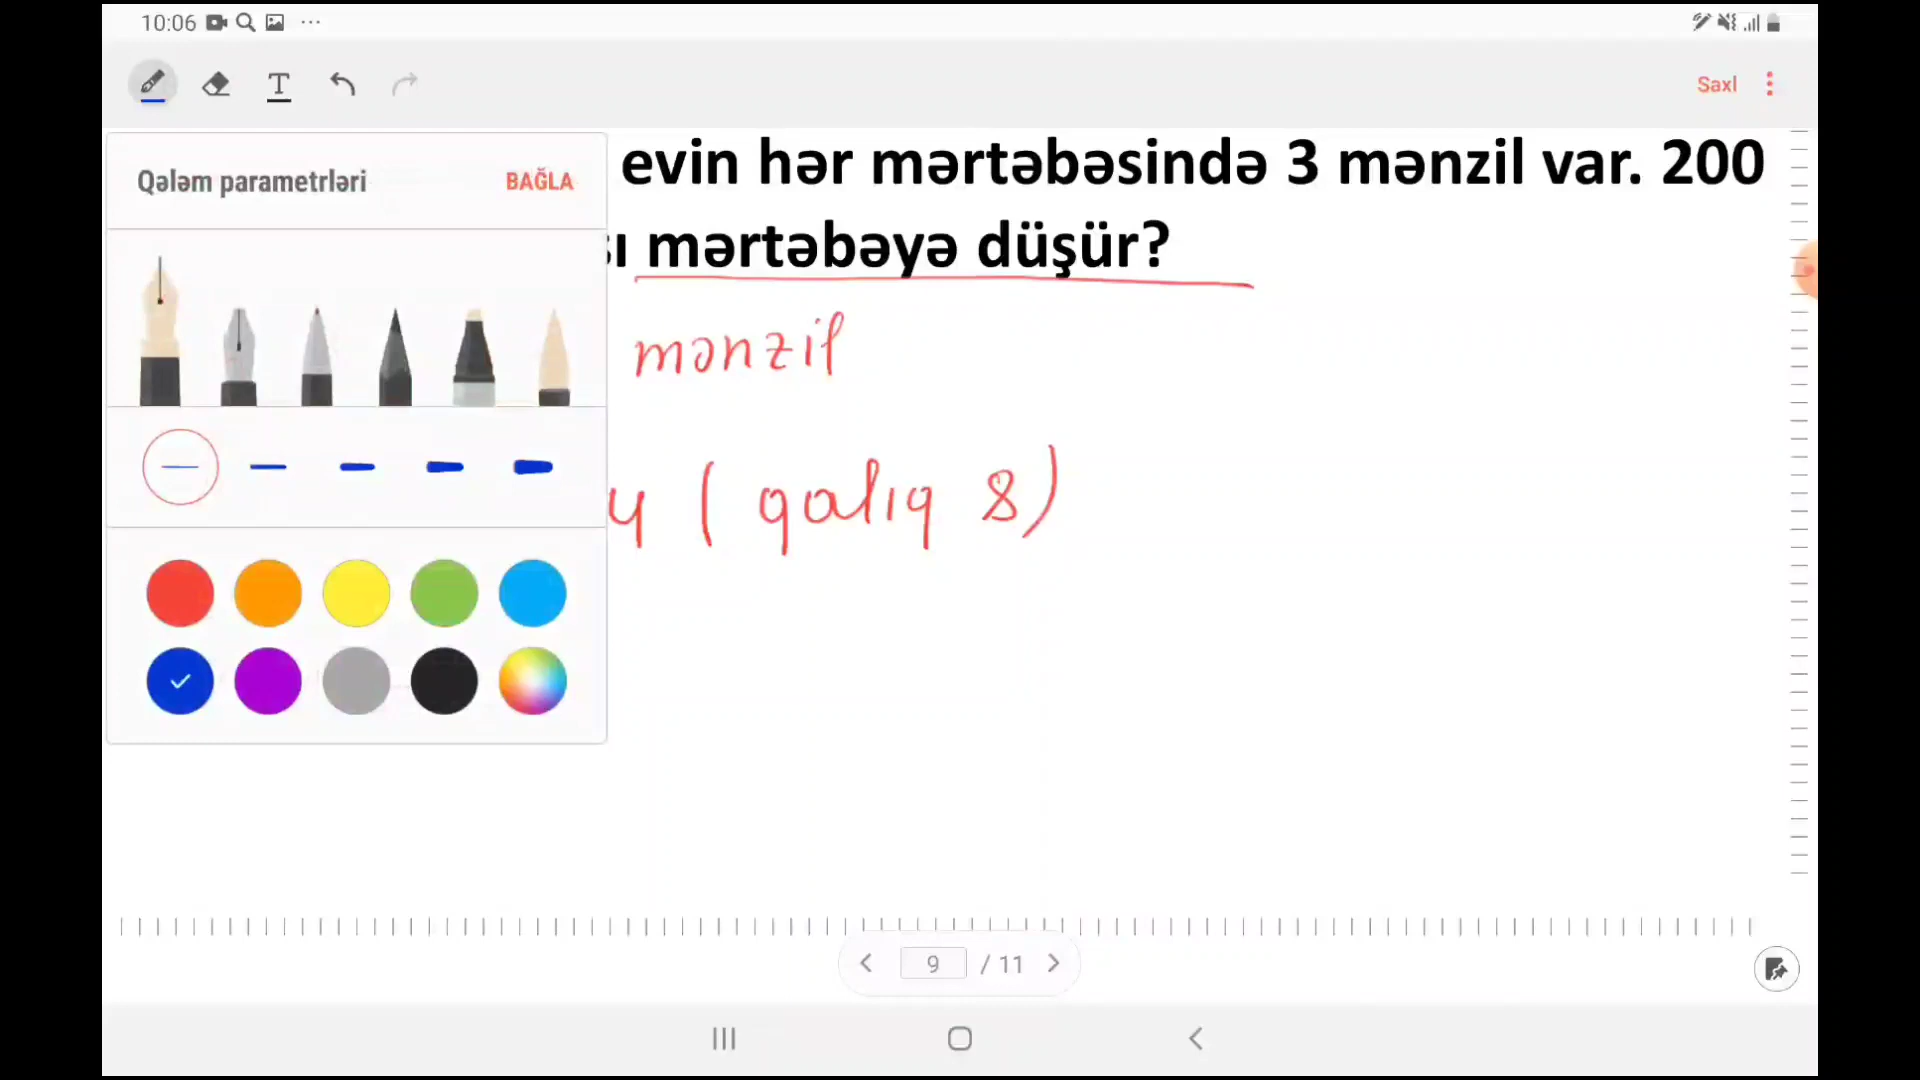 10:06
Saxl
Qələm parametrləri BAĞLA
evin hər mərtəbəsində 3 mənzil var. 200
mərtəbəyə düşür?
mənzil
4 ( qalıq 8)
9 / 11